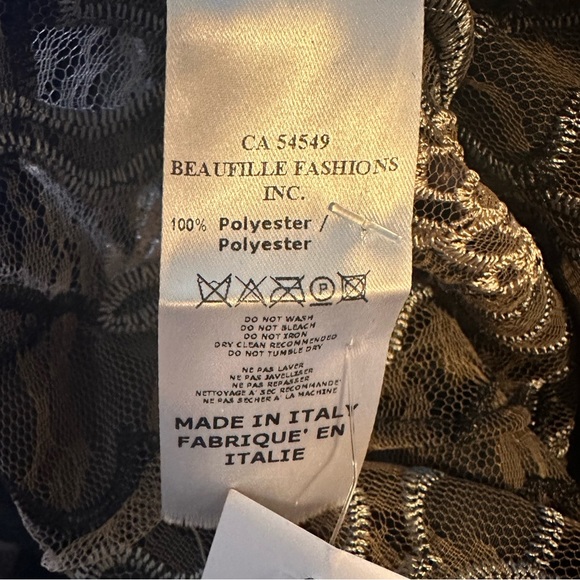 CA 54549
BEAUFILLE FASHIONS
INC.
100% Polyester /
Polyester
P
DO NOT WASH
DO NOT BLEACH
DO NOT IRON
DRY CLEAN RECOMMENDED
DO NOT TUMBLE DRY
NE PAS LAVER
NE PAS JAVELLISER
NE PAS REPASSER
NETTOYAGE A' SEC RECOMMANDE'
NE PAS SECHER A' LA MACHINE
MADE IN ITALY
FABRIQUE' EN
ITALIE